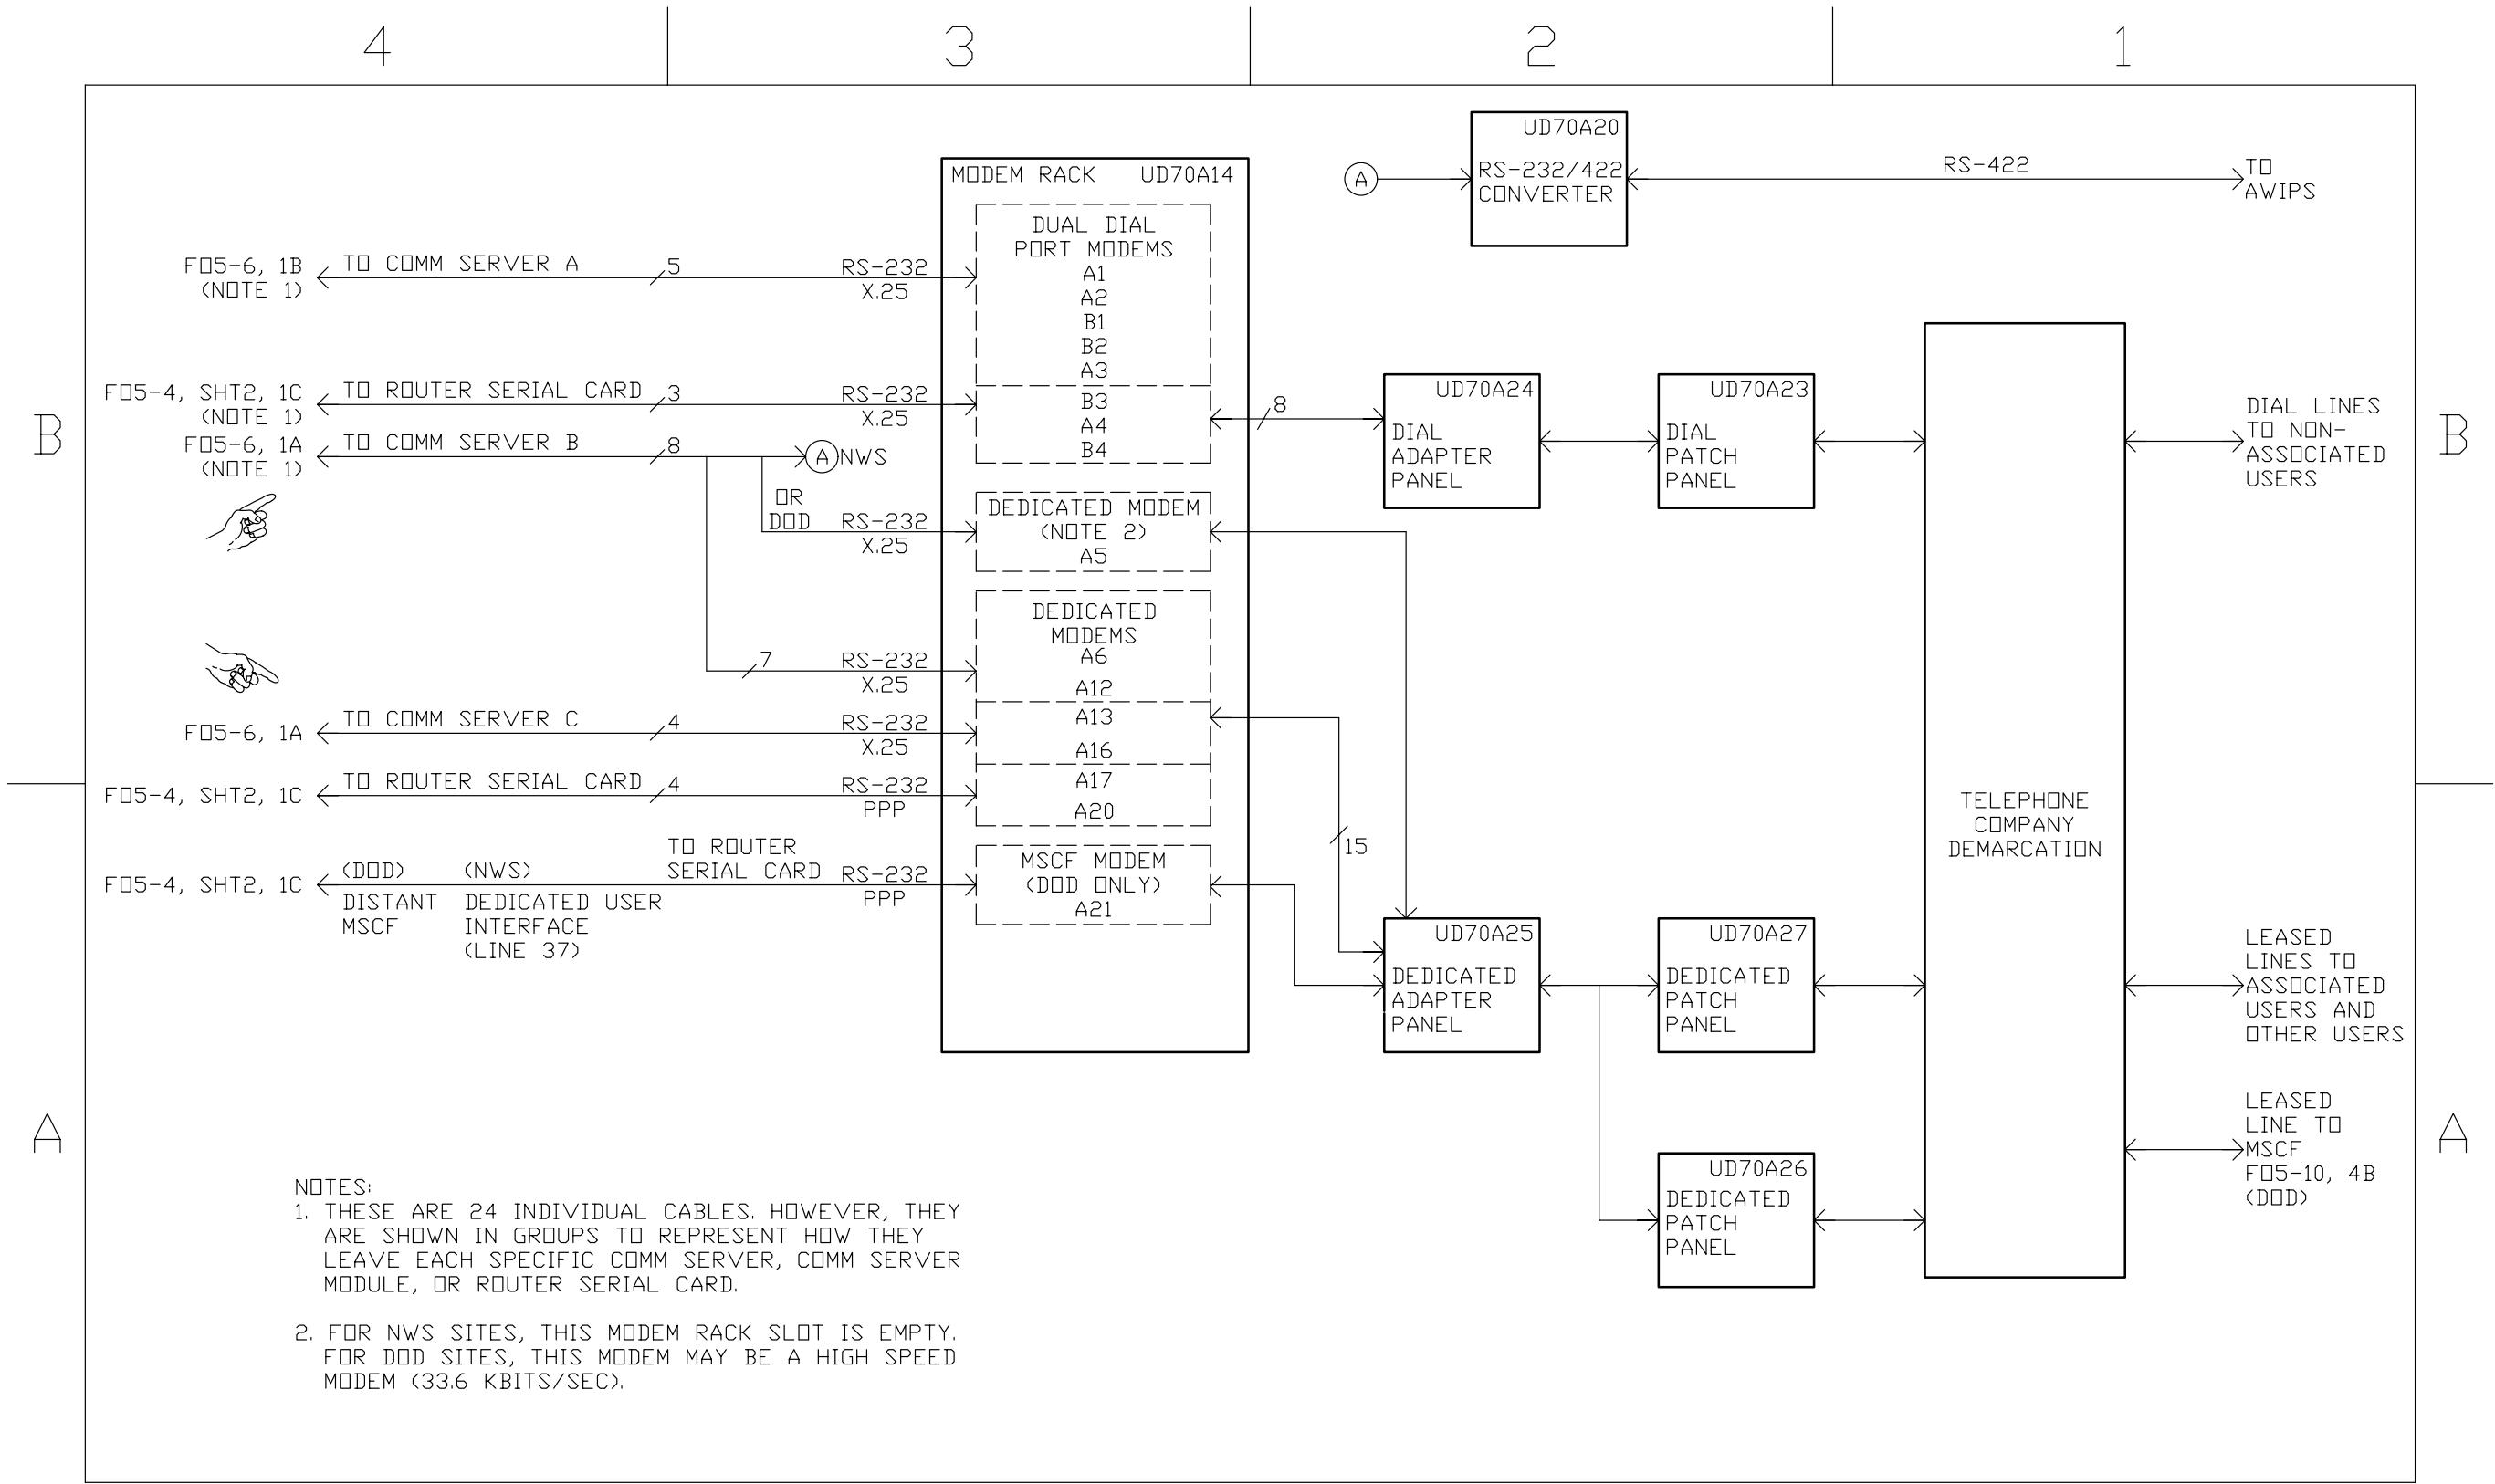 4
3
2
1
B
A
B
A
FO5-6, 1B
(NOTE 1)
TO COMM SERVER A
5
RS-232
X.25
FO5-4, SHT2, 1C
(NOTE 1)
TO ROUTER SERIAL CARD
3
RS-232
X.25
FO5-6, 1A
(NOTE 1)
TO COMM SERVER B
8
A
NWS
OR
DOD
RS-232
X.25
7
RS-232
X.25
FO5-6, 1A
TO COMM SERVER C
4
RS-232
X.25
FO5-4, SHT2, 1C
TO ROUTER SERIAL CARD
4
RS-232
PPP
FO5-4, SHT2, 1C
(DOD)
DISTANT
MSCF
(NWS)
DEDICATED USER
INTERFACE
(LINE 37)
TO ROUTER
SERIAL CARD
RS-232
PPP
MODEM RACK UD70A14
DUAL DIAL
PORT MODEMS
A1
A2
B1
B2
A3
B3
A4
B4
DEDICATED MODEM
(NOTE 2)
A5
DEDICATED
MODEMS
A6
A12
A13
A16
A17
A20
MSCF MODEM
(DOD ONLY)
A21
8
15
A
UD70A20
RS-232/422
CONVERTER
RS-422
TO
AWIPS
UD70A24
DIAL
ADAPTER
PANEL
UD70A23
DIAL
PATCH
PANEL
UD70A25
DEDICATED
ADAPTER
PANEL
UD70A27
DEDICATED
PATCH
PANEL
UD70A26
DEDICATED
PATCH
PANEL
TELEPHONE
COMPANY
DEMARCATION
DIAL LINES
TO NON-
ASSOCIATED
USERS
LEASED
LINES TO
ASSOCIATED
USERS AND
OTHER USERS
LEASED
LINE TO
MSCF
FO5-10, 4B
(DOD)
NOTES:
1. THESE ARE 24 INDIVIDUAL CABLES. HOWEVER, THEY
ARE SHOWN IN GROUPS TO REPRESENT HOW THEY
LEAVE EACH SPECIFIC COMM SERVER, COMM SERVER
MODULE, OR ROUTER SERIAL CARD.
2. FOR NWS SITES, THIS MODEM RACK SLOT IS EMPTY.
FOR DOD SITES, THIS MODEM MAY BE A HIGH SPEED
MODEM (33.6 KBITS/SEC).